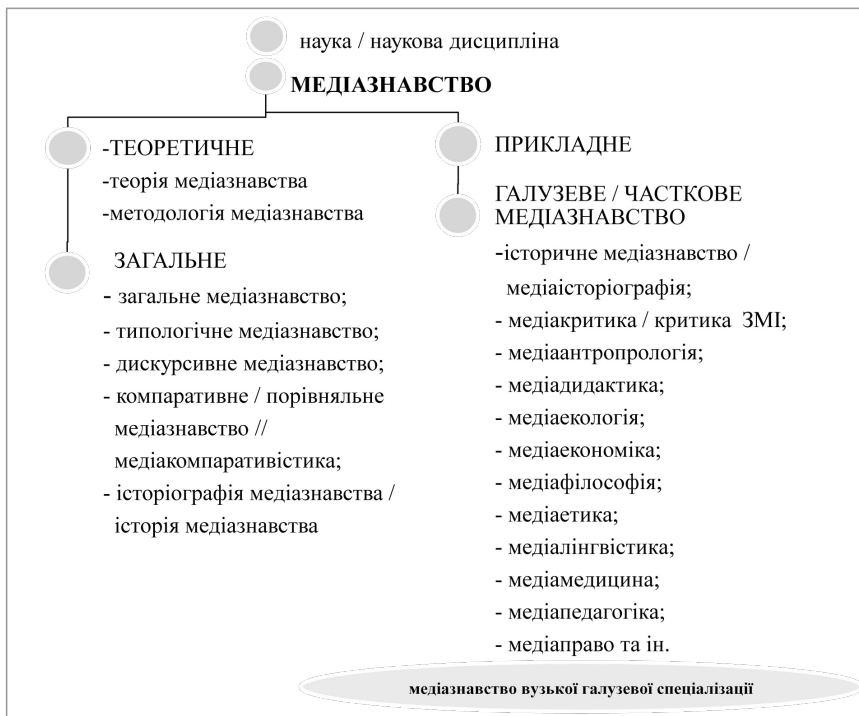 наука / наукова дисципліна
МЕДІАЗНАВСТВО
-ТЕОРЕТИЧНЕ
-теорія медіазнавства
-методологія медіазнавства
ЗАГАЛЬНЕ
- загальне медіазнавство;
- типологічне медіазнавство;
- дискурсивне медіазнавство;
- компаративне / порівняльне
медіазнавство //
медіакомпаративістика;
- історіографія медіазнавства /
історія медіазнавства
ПРИКЛАДНЕ
ГАЛУЗЕВЕ / ЧАСТКОВЕ
МЕДІАЗНАВСТВО
-історичне медіазнавство /
медіаісторіографія;
- медіакритика / критика ЗМІ;
- медіаантропрологія;
- медіадидактика;
- медіаекологія;
- медіаекономіка;
- медіафілософія;
- медіаетика;
- медіалінгвістика;
- медіамедицина;
- медіапедагогіка;
- медіаправо та ін.
медіазнавство вузької галузевої спеціалізації